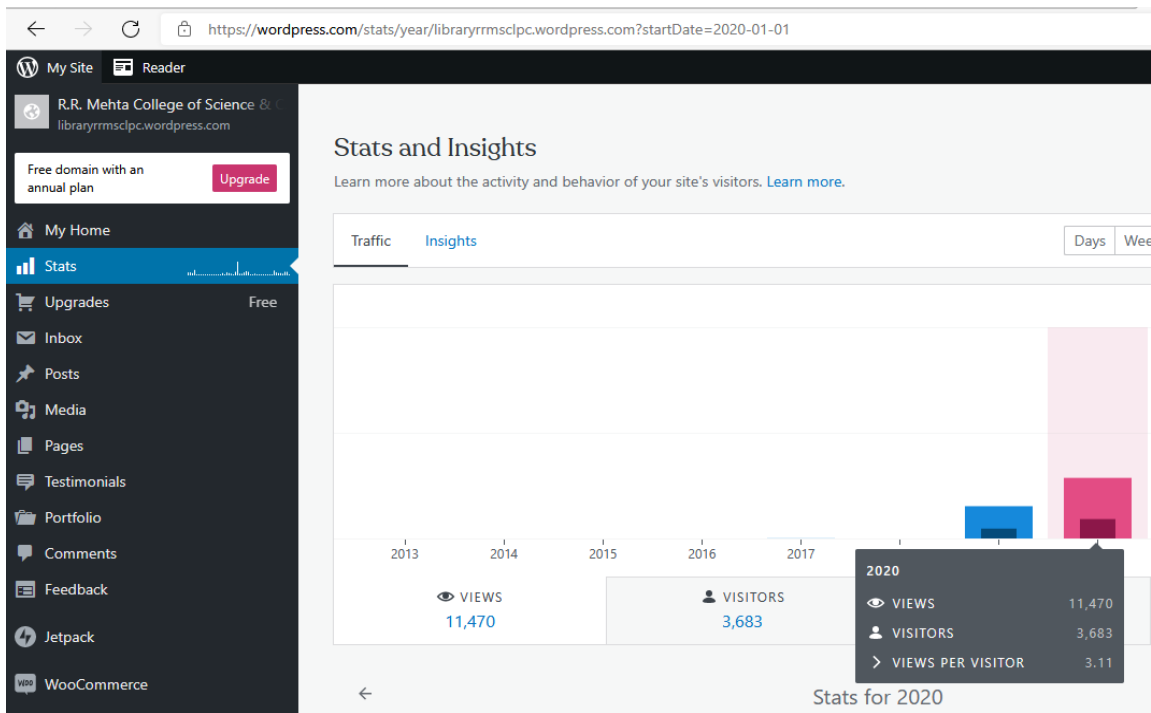 https://wordpress.com/stats/year/libraryrrmsclpc.wordpress.com?startDate=2020-01-01
My Site Reader
R.R. Mehta College of Science & C
libraryrrmsclpc.wordpress.com
Free domain with an
annual plan
Upgrade
My Home
Stats
Upgrades Free
Inbox
Posts
Media
Pages
Testimonials
Portfolio
Comments
Feedback
Jetpack
WooCommerce
Stats and Insights
Learn more about the activity and behavior of your site's visitors. Learn more.
Traffic Insights Days Wee
2013 2014 2015 2016 2017
VIEWS
11,470
VISITORS
3,683
2020
VIEWS 11,470
VISITORS 3,683
VIEWS PER VISITOR 3.11
Stats for 2020